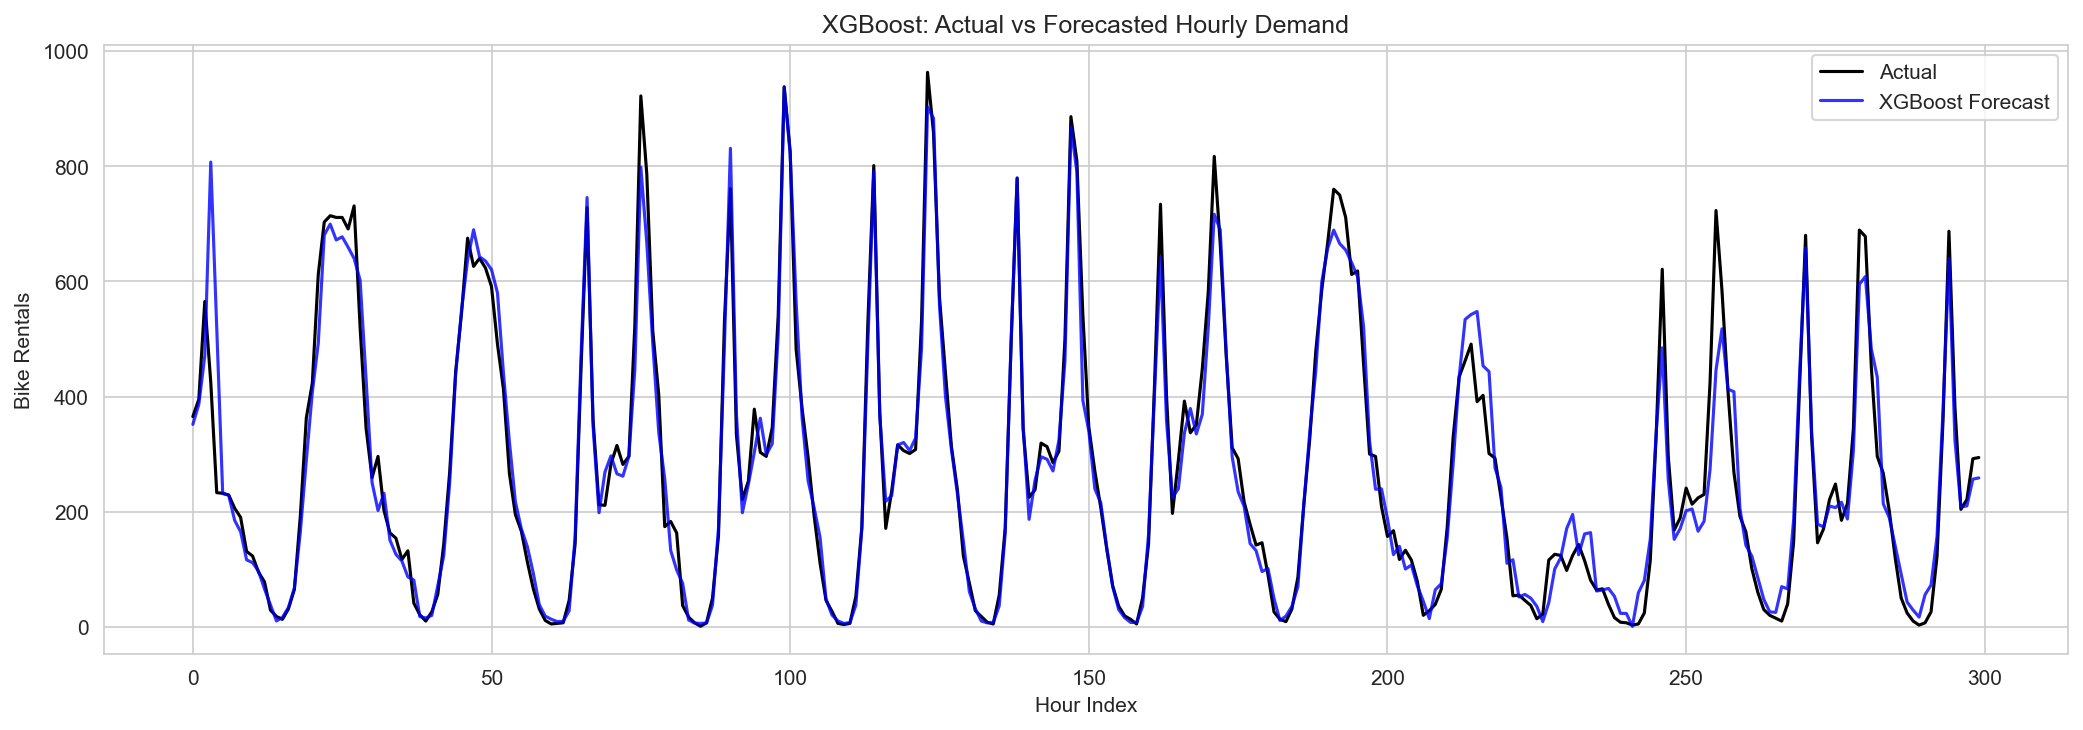 XGBoost: Actual vs Forecasted Hourly Demand
Actual
XGBoost Forecast
Bike Rentals
1000
800
600
400
200
0
0 50 100 150 200 250 300
Hour Index